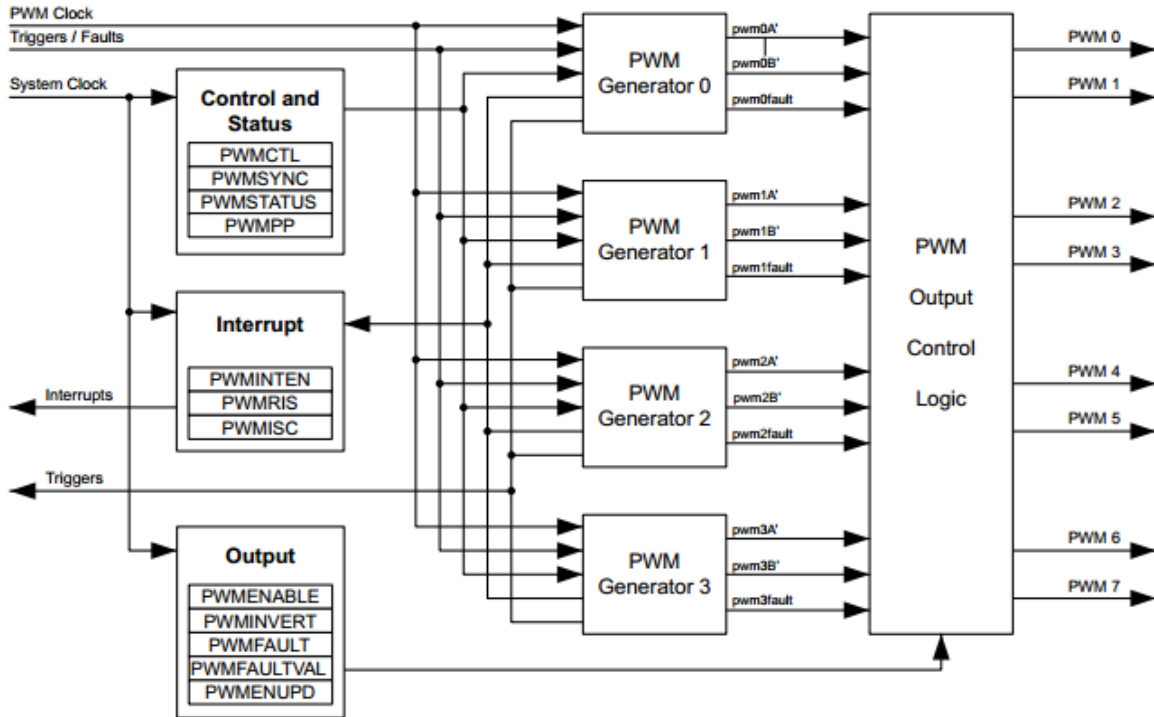 PWM Clock
Triggers / Faults
System Clock
Control and
Status
PWMCTL
PWMSYNC
PWMSTATUS
PWMPP
Interrupt
PWMINTEN
PWMRIS
PWMISC
Interrupts
Triggers
Output
PWMENABLE
PWMINVERT
PWMFAULT
PWMFAULTVAL
PWMENUPD
PWM
Generator 0
pwm0A'
pwm0B'
pwm0fault
PWM
Generator 1
pwm1A'
pwm1B'
pwm1fault
PWM
Generator 2
pwm2A'
pwm2B'
pwm2fault
PWM
Generator 3
pwm3A'
pwm3B'
pwm3fault
PWM
Output
Control
Logic
PWM 0
PWM 1
PWM 2
PWM 3
PWM 4
PWM 5
PWM 6
PWM 7